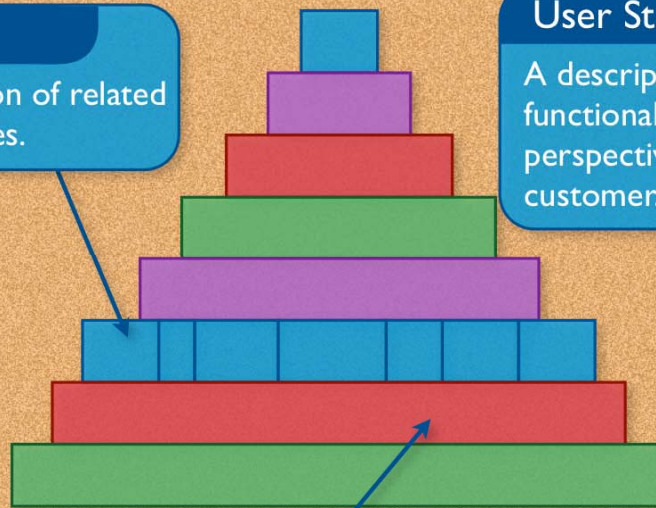 on of related
es.
User St
A descrip
functional
perspectiv
customer.